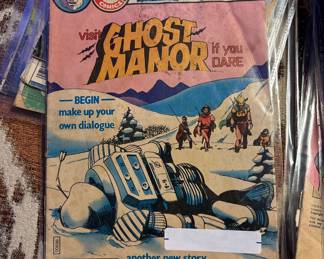 visit
GHOST
MANOR
if you
DARE
BEGIN
make up your
own dialogue
another new story